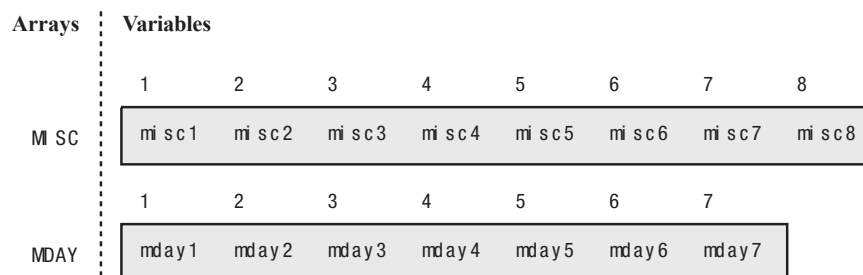 Arrays Variables
1 2 3 4 5 6 7 8
MISC misc1 misc2 misc3 misc4 misc5 misc6 misc7 misc8
1 2 3 4 5 6 7
MDAY mday1 mday2 mday3 mday4 mday5 mday6 mday7